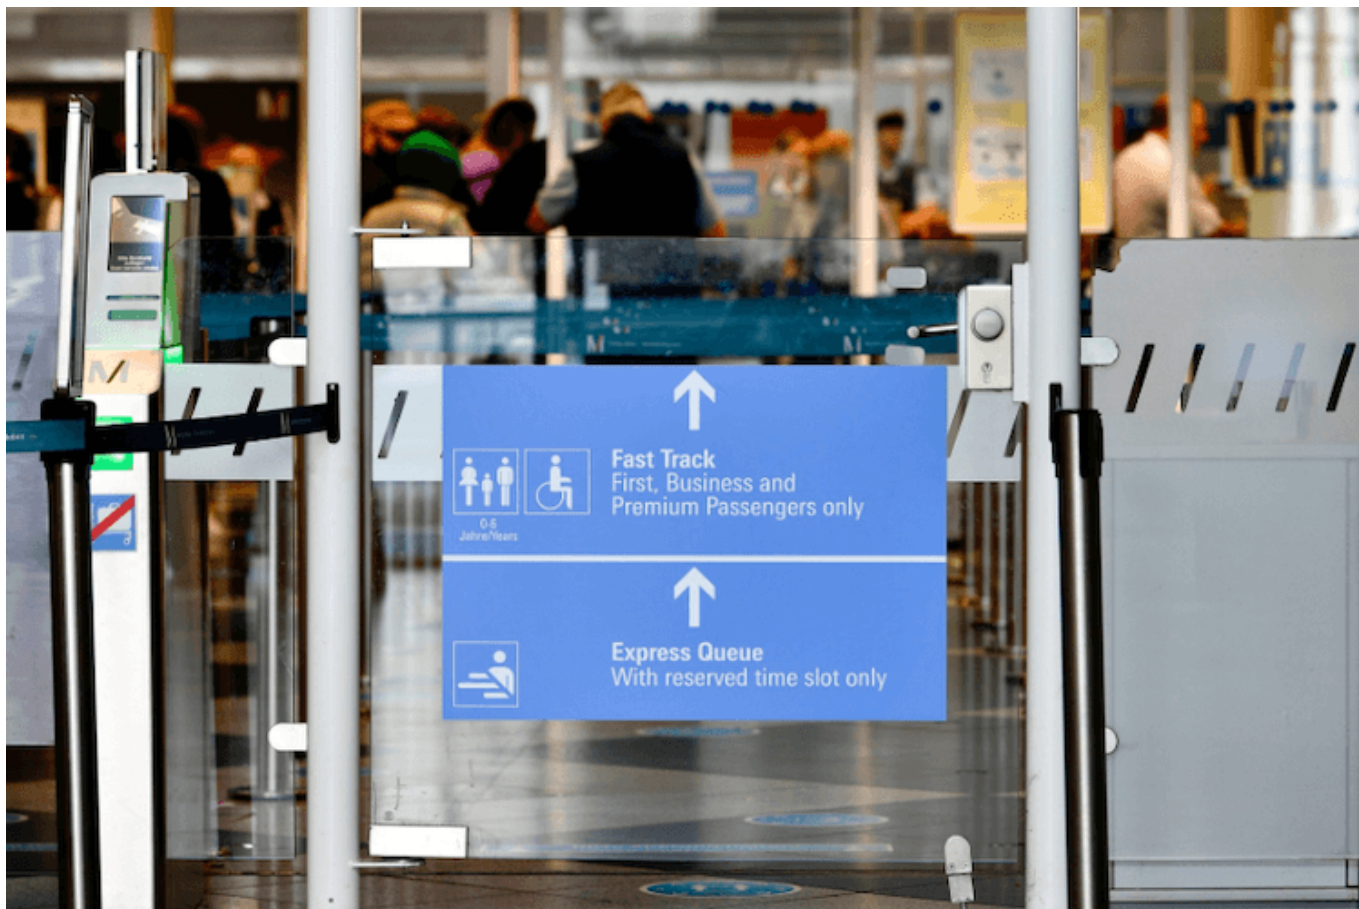 Fast Track
First, Business and
Premium Passengers only
0-6
Jahre/Years
Express Queue
With reserved time slot only
M